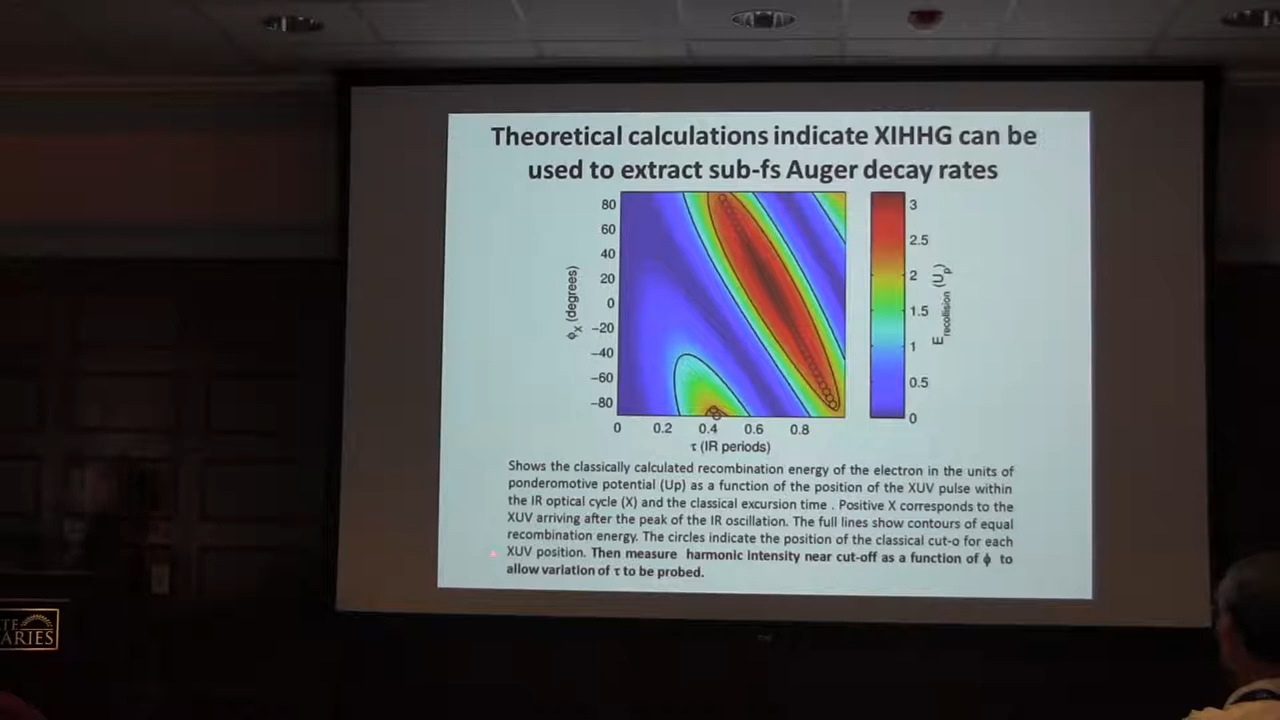 Theoretical calculations indicate XIHHG can be
used to extract sub-fs Auger decay rates
80
60
40
20
0
−20
−40
−60
−80
ϕX (degrees)
0
0.2
0.4
0.6
0.8
τ (IR periods)
3
2.5
2
1.5
1
0.5
0
Erecollision (Up)
Shows the classically calculated recombination energy of the electron in the units of
ponderomotive potential (Up) as a function of the position of the XUV pulse within
the IR optical cycle (X) and the classical excursion time . Positive X corresponds to the
XUV arriving after the peak of the IR oscillation. The full lines show contours of equal
recombination energy. The circles indicate the position of the classical cut-o for each
XUV position. Then measure harmonic intensity near cut-off as a function of ϕ to
allow variation of τ to be probed.
TE
ARIES